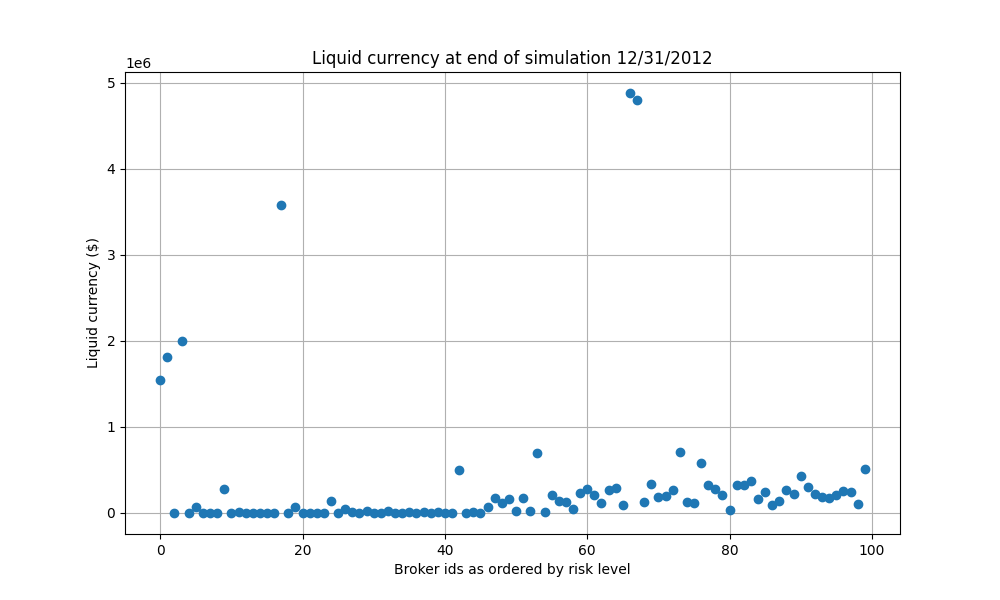 Liquid currency at end of simulation 12/31/2012
1e6
5
4
3
2
1
0
Liquid currency ($)
0 20 40 60 80 100
Broker ids as ordered by risk level